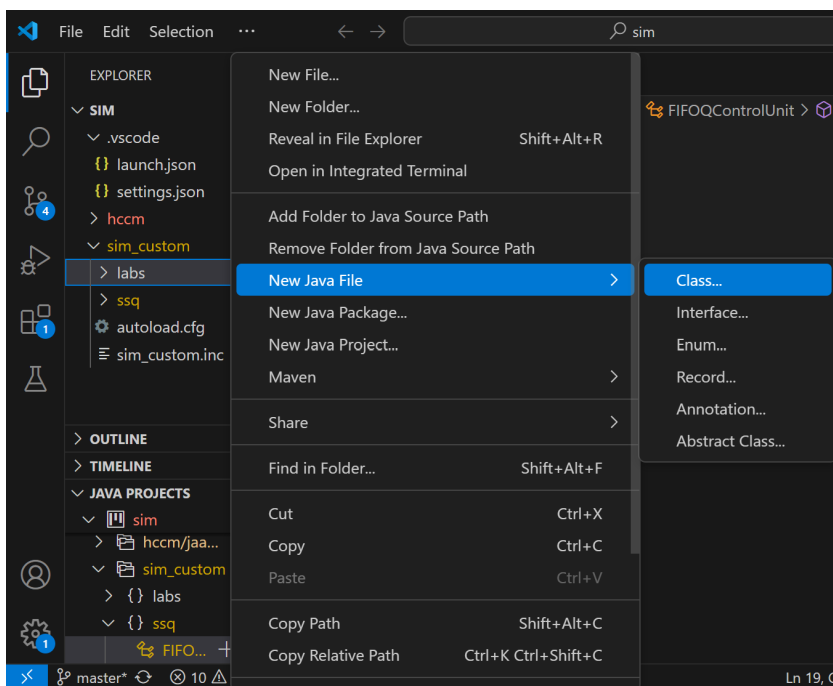 File Edit Selection ··· sim
EXPLORER
SIM
.vscode
{} launch.json
{} settings.json
hccm
sim_custom
labs
ssq
autoload.cfg
sim_custom.inc
OUTLINE
TIMELINE
JAVA PROJECTS
sim
hccm/jaa...
sim_custom
{} labs
{} ssq
FIFO...
4
1
1
New File...
New Folder...
Reveal in File Explorer Shift+Alt+R
Open in Integrated Terminal
Add Folder to Java Source Path
Remove Folder from Java Source Path
New Java File
New Java Package...
New Java Project...
Maven
Share
Find in Folder... Shift+Alt+F
Cut Ctrl+X
Copy Ctrl+C
Paste Ctrl+V
Copy Path Shift+Alt+C
Copy Relative Path Ctrl+K Ctrl+Shift+C
FIFOQControlUnit >
Class...
Interface...
Enum...
Record...
Annotation...
Abstract Class...
master* 10 Ln 19,